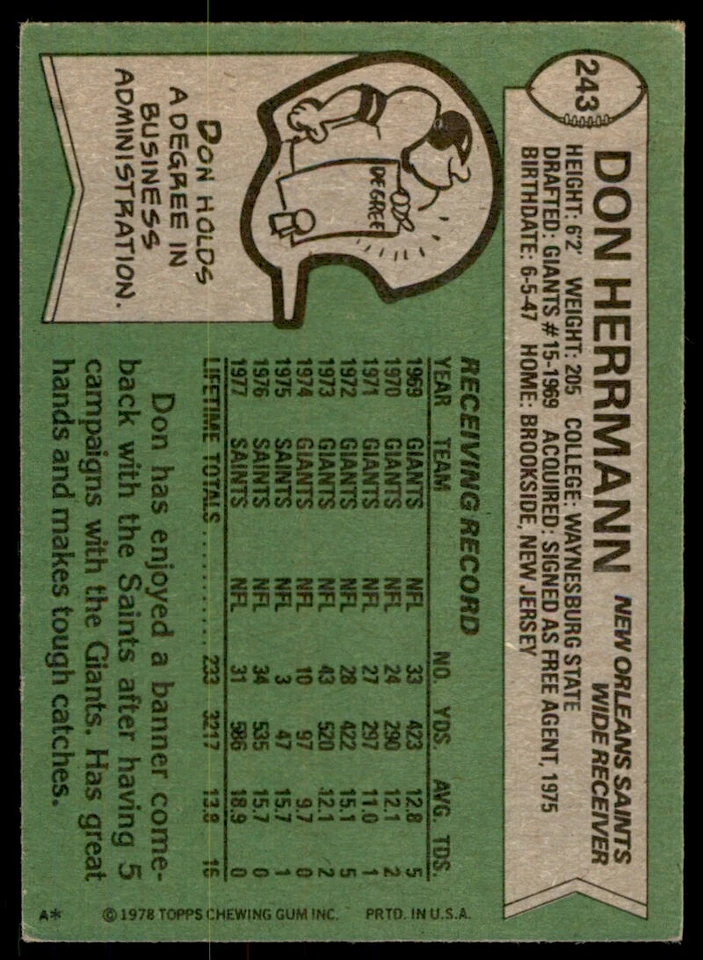 243
DON HERRMANN
NEW ORLEANS SAINTS
WIDE RECEIVER
HEIGHT: 6'2' WEIGHT: 205 COLLEGE: WAYNESBURG STATE
DRAFTED: GIANTS #15-1969 ACQUIRED: SIGNED AS FREE AGENT, 1975
BIRTHDATE: 6-5-47 HOME: BROOKSIDE, NEW JERSEY
DEGREE
DON HOLDS
A DEGREE IN
BUSINESS
ADMINISTRATION.
RECEIVING RECORD
YEAR TEAM NO. YDS. AVG. TDS.
1969 GIANTS NFL 33 423 12.8 5
1970 GIANTS NFL 24 290 12.1 2
1971 GIANTS NFL 27 297 11.0 1
1972 GIANTS NFL 28 422 15.1 5
1973 GIANTS NFL 43 520 12.1 2
1974 GIANTS NFL 10 97 9.7 0
1975 SAINTS NFL 3 47 15.7 1
1976 SAINTS NFL 34 535 15.7 0
1977 SAINTS NFL 31 586 18.9 0
LIFETIME TOTALS.......... 233 3217 13.8 16
Don has enjoyed a banner come-
back with the Saints after having 5
campaigns with the Giants. Has great
hands and makes tough catches.
A* © 1978 TOPPS CHEWING GUM INC. PRTD. IN U.S.A.